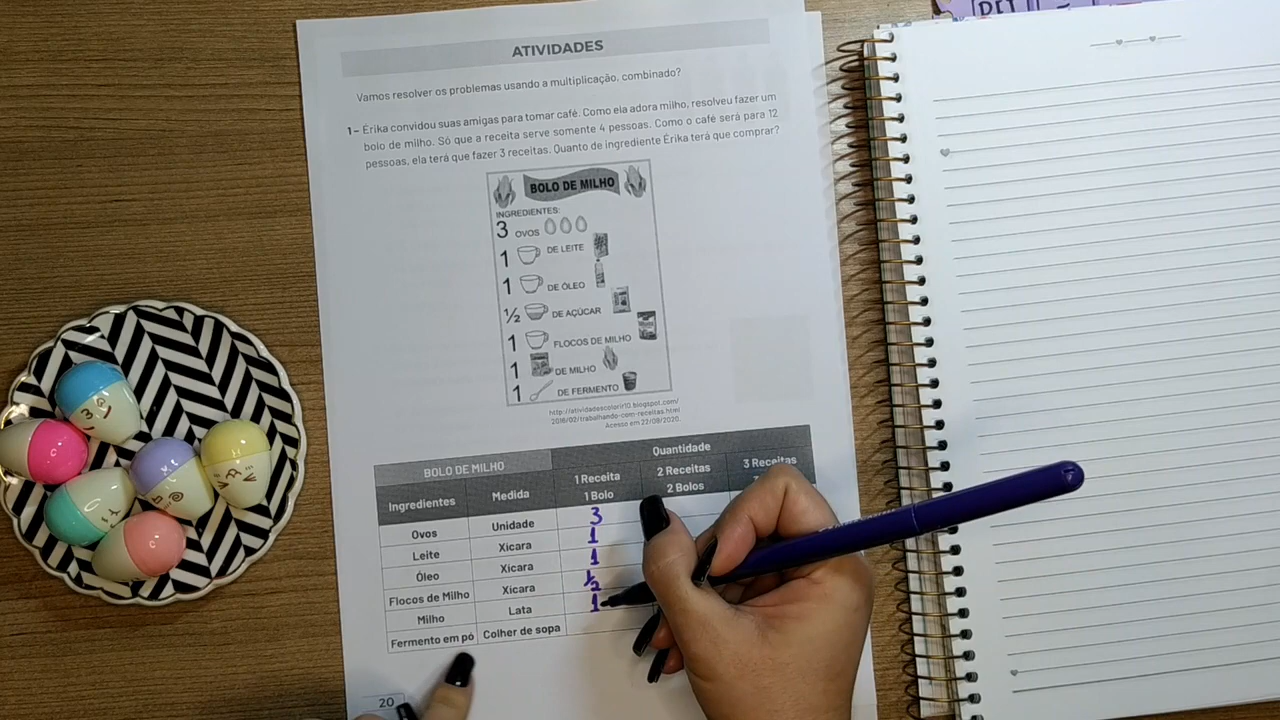 ATIVIDADES
Vamos resolver os problemas usando a multiplicação, combinado?
1 – Érika convidou suas amigas para tomar café. Como ela adora milho, resolveu fazer um
bolo de milho. Só que a receita serve somente 4 pessoas. Como o café será para 12
pessoas, ela terá que fazer 3 receitas. Quanto de ingrediente Érika terá que comprar?
BOLO DE MILHO
INGREDIENTES:
3 OVOS
1 DE LEITE
1 DE ÓLEO
½ DE AÇÚCAR
1 FLOCOS DE MILHO
1 DE MILHO
1 DE FERMENTO
http://atividadescolorir10.blogspot.com/
2016/02/trabalhando-com-receitas.html
Acesso em 22/08/2020.
BOLO DE MILHO Quantidade
Ingredientes Medida 1 Receita 2 Receitas 3 Receitas
1 Bolo 2 Bolos
Ovos Unidade 3
Leite Xicara 1
Óleo Xicara 1
Flocos de Milho Xicara 1/2
Milho Lata 1
Fermento em pó Colher de sopa
20